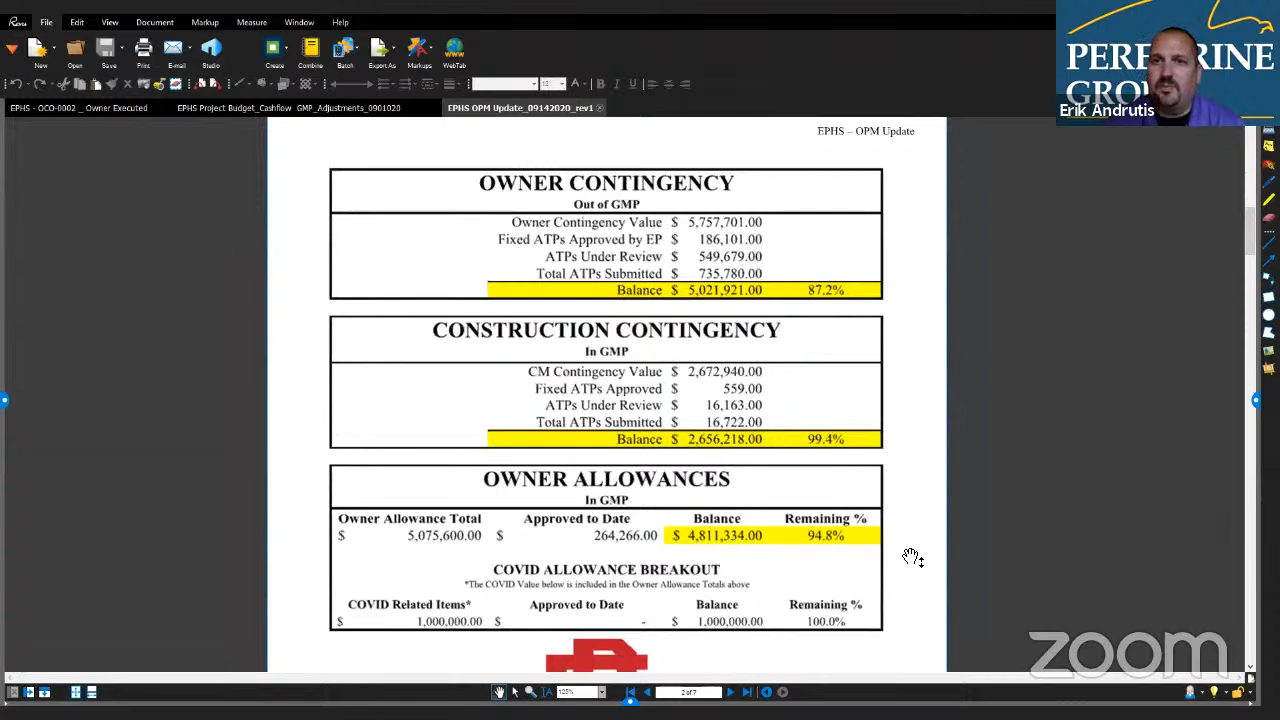 Revu File Edit View Document Markup Measure Window Help
New Open Save Print E-mail Studio Create Combine Batch Export As Markups WebTab
12 A B I U
EPHS - OCO-0002 _ Owner Executed EPHS Project Budget_Cashflow GMP_Adjustments_0901020 EPHS OPM Update_09142020_rev1
PEREGRINE
GROUP
Erik Andrutis
EPHS – OPM Update
OWNER CONTINGENCY
Out of GMP
Owner Contingency Value $ 5,757,701.00
Fixed ATPs Approved by EP $ 186,101.00
ATPs Under Review $ 549,679.00
Total ATPs Submitted $ 735,780.00
Balance $ 5,021,921.00 87.2%
CONSTRUCTION CONTINGENCY
In GMP
CM Contingency Value $ 2,672,940.00
Fixed ATPs Approved $ 559.00
ATPs Under Review $ 16,163.00
Total ATPs Submitted $ 16,722.00
Balance $ 2,656,218.00 99.4%
OWNER ALLOWANCES
In GMP
Owner Allowance Total Approved to Date Balance Remaining %
$ 5,075,600.00 $ 264,266.00 $ 4,811,334.00 94.8%
COVID ALLOWANCE BREAKOUT
*The COVID Value below is included in the Owner Allowance Totals above
COVID Related Items* Approved to Date Balance Remaining %
$ 1,000,000.00 $ - $ 1,000,000.00 100.0%
zoom
125% 2 of 7